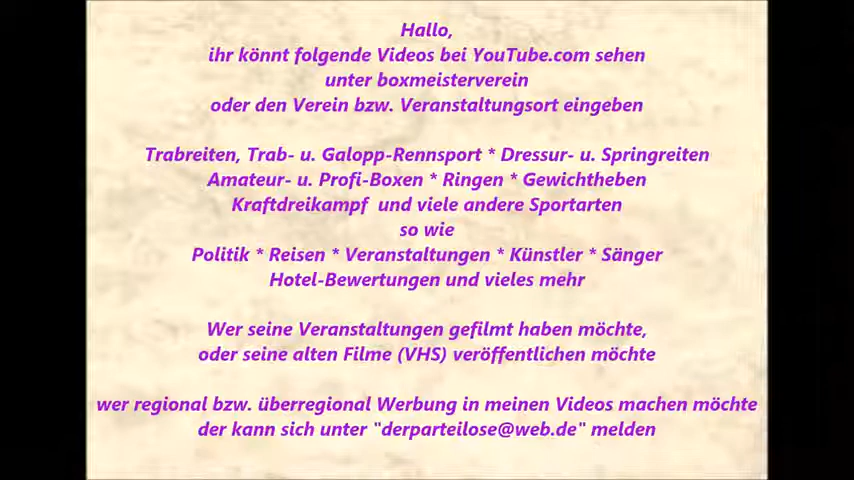 Hallo,
ihr könnt folgende Videos bei YouTube.com sehen
unter boxmeisterverein
oder den Verein bzw. Veranstaltungsort eingeben
Trabreiten, Trab- u. Galopp-Rennsport * Dressur- u. Springreiten
Amateur- u. Profi-Boxen * Ringen * Gewichtheben
Kraftdreikampf und viele andere Sportarten
so wie
Politik * Reisen * Veranstaltungen * Künstler * Sänger
Hotel-Bewertungen und vieles mehr
Wer seine Veranstaltungen gefilmt haben möchte,
oder seine alten Filme (VHS) veröffentlichen möchte
wer regional bzw. überregional Werbung in meinen Videos machen möchte
der kann sich unter "derparteilose@web.de" melden